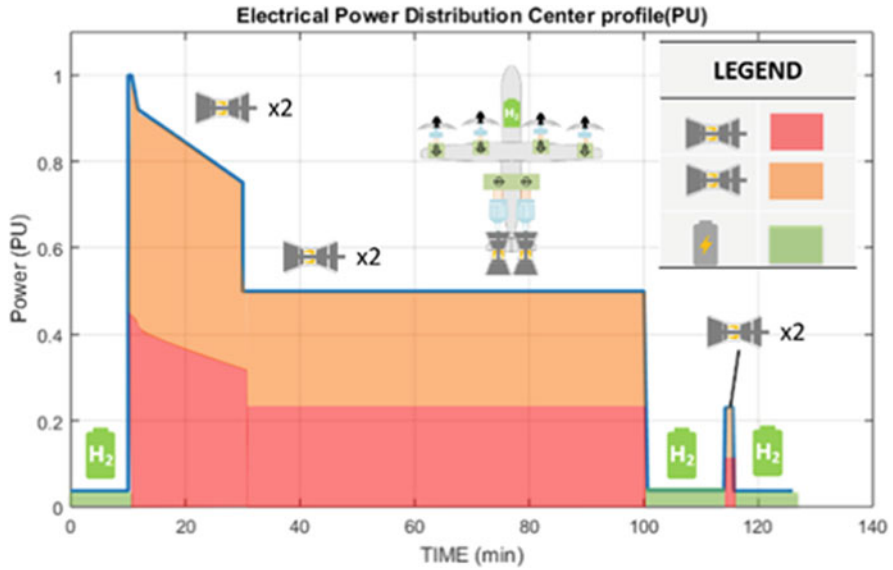 Electrical Power Distribution Center profile(PU)
LEGEND
x2
x2
x2
H2
H2
H2
H2
Power (PU)
1
0.8
0.6
0.4
0.2
0
0 20 40 60 80 100 120 140
TIME (min)